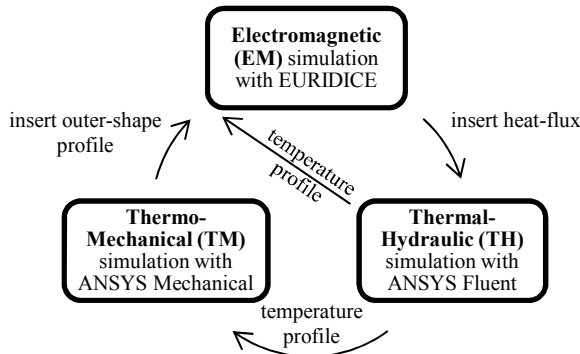 Electromagnetic
(EM) simulation
with EURIDICE
insert outer-shape
profile
insert heat-flux
temperature
profile
Thermo-
Mechanical (TM)
simulation with
ANSYS Mechanical
Thermal-
Hydraulic (TH)
simulation with
ANSYS Fluent
temperature
profile